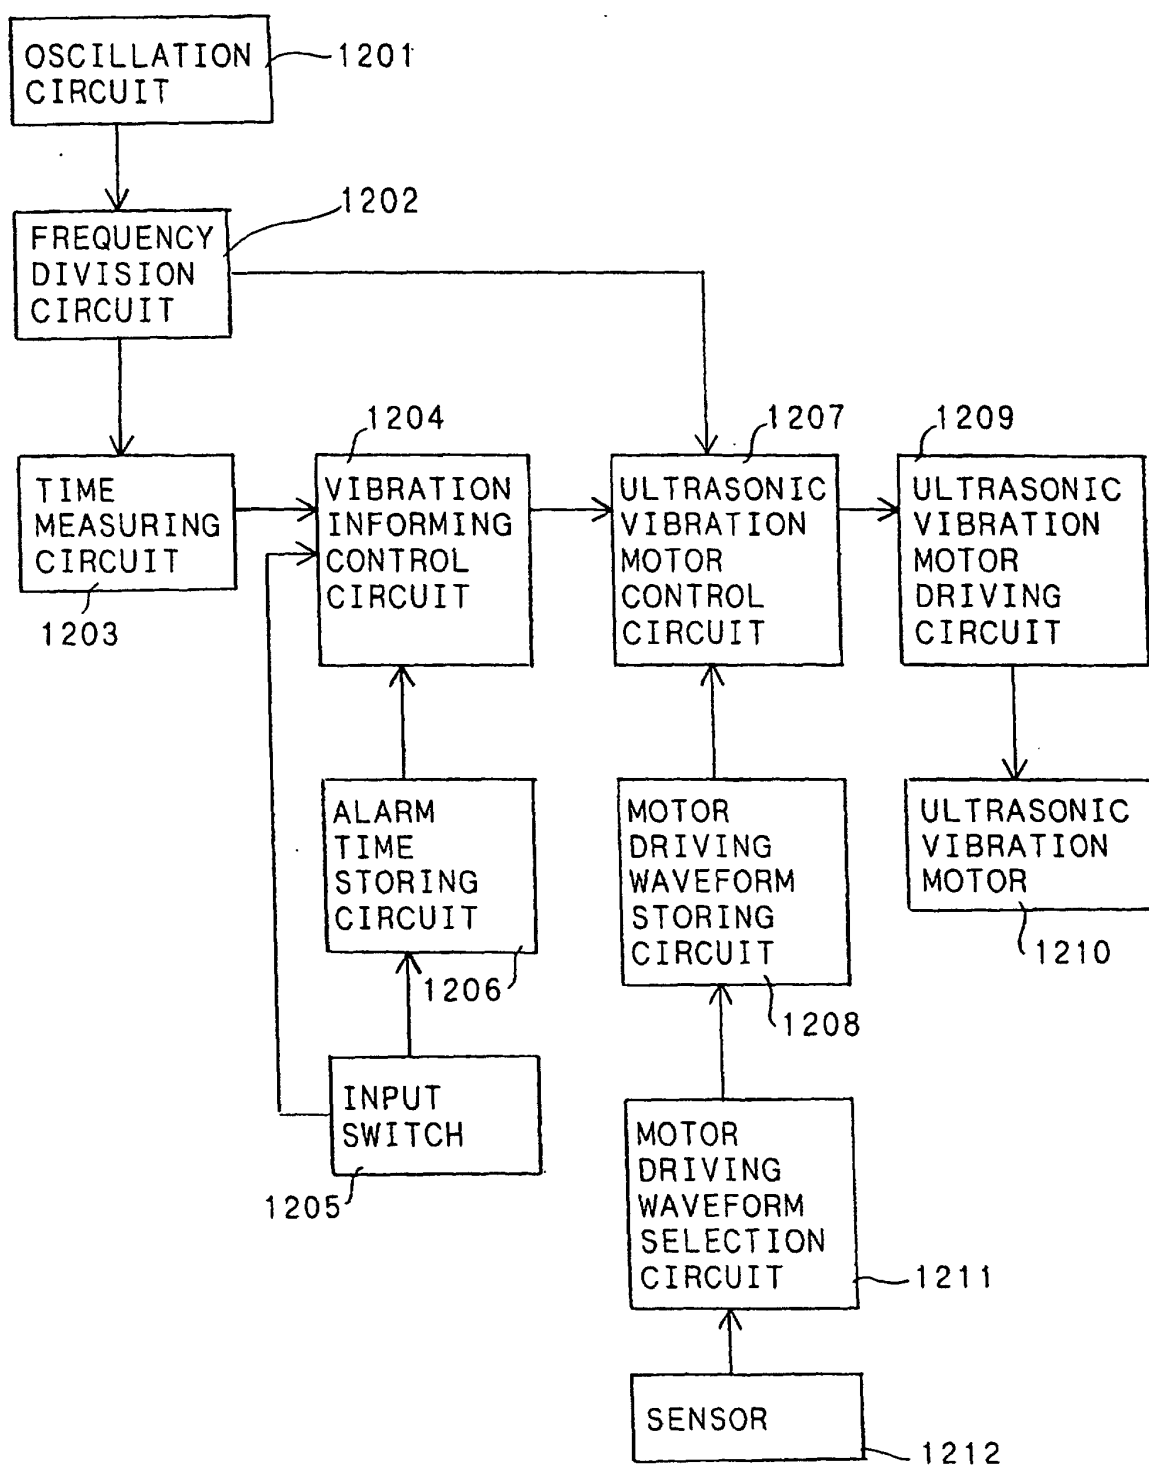 OSCILLATION
CIRCUIT
1201
FREQUENCY
DIVISION
CIRCUIT
1202
TIME
MEASURING
CIRCUIT
1203
1204
VIBRATION
INFORMING
CONTROL
CIRCUIT
1207
ULTRASONIC
VIBRATION
MOTOR
CONTROL
CIRCUIT
1209
ULTRASONIC
VIBRATION
MOTOR
DRIVING
CIRCUIT
ALARM
TIME
STORING
CIRCUIT
1206
MOTOR
DRIVING
WAVEFORM
STORING
CIRCUIT
1208
ULTRASONIC
VIBRATION
MOTOR
1210
INPUT
SWITCH
1205
MOTOR
DRIVING
WAVEFORM
SELECTION
CIRCUIT
1211
SENSOR
1212